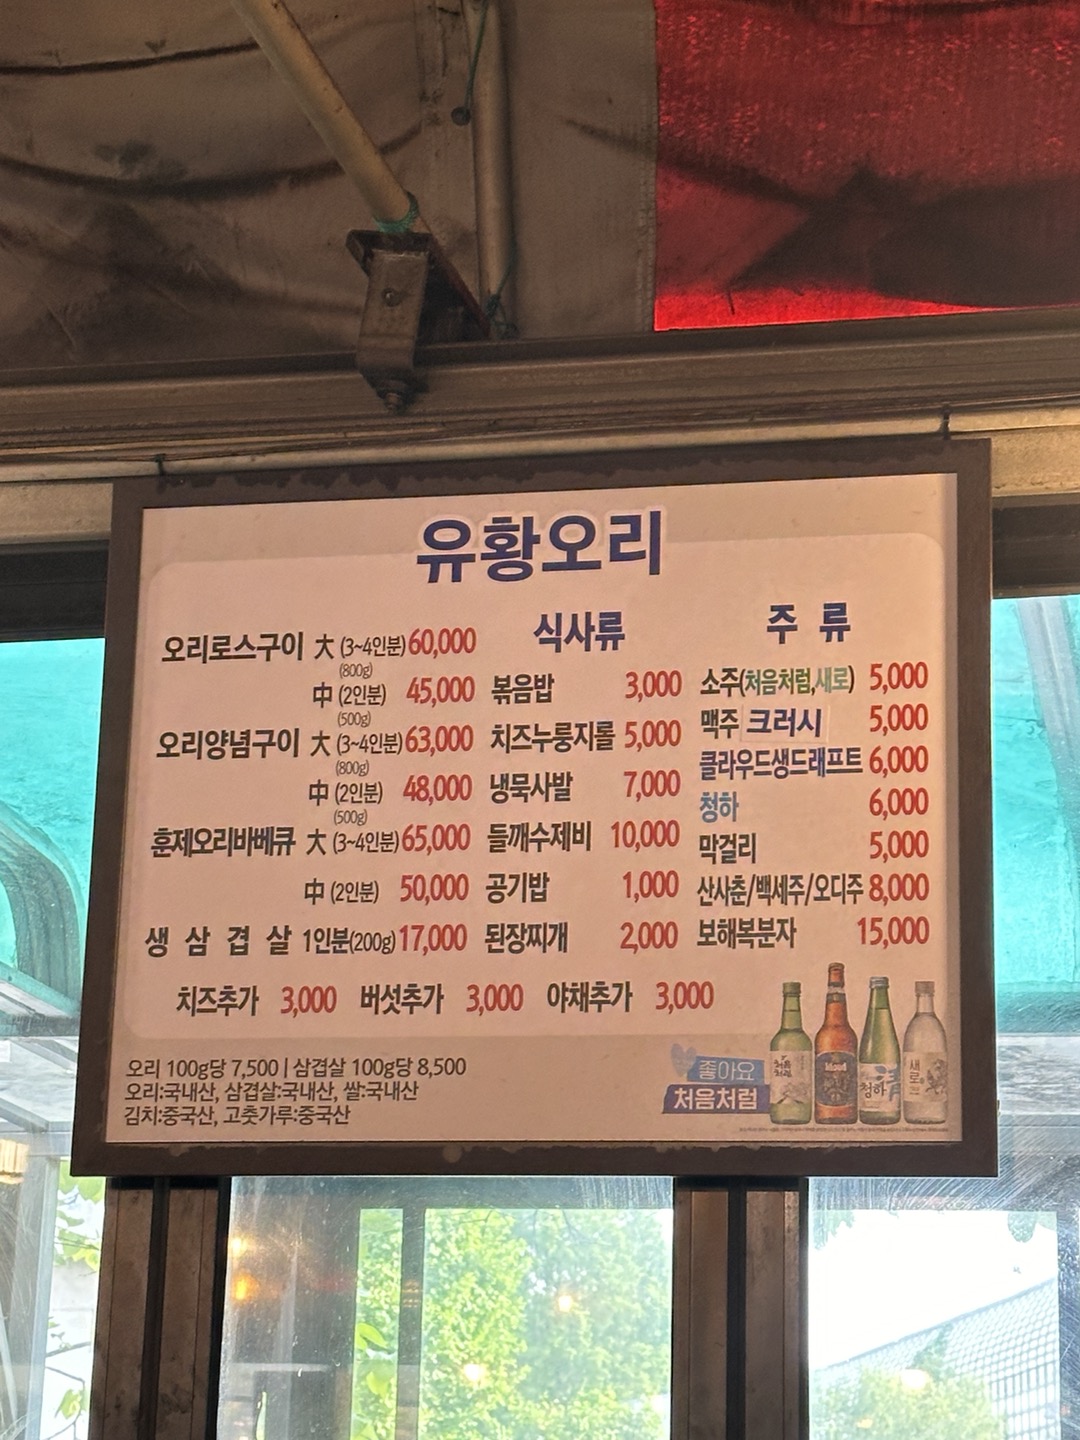 유황오리
오리로스구이 大 (3~4인분) 60,000
(800g)
中 (2인분) 45,000
(500g)
오리양념구이 大 (3~4인분) 63,000
(800g)
中 (2인분) 48,000
(500g)
훈제오리바베큐 大 (3~4인분) 65,000
中 (2인분) 50,000
생 삼 겹 살 1인분(200g) 17,000
식사류
볶음밥 3,000
치즈누룽지롤 5,000
냉묵사발 7,000
들깨수제비 10,000
공기밥 1,000
된장찌개 2,000
주 류
소주(처음처럼,새로) 5,000
맥주 크러시 5,000
클라우드생드래프트 6,000
청하 6,000
막걸리 5,000
산사춘/백세주/오디주 8,000
보해복분자 15,000
치즈추가 3,000 버섯추가 3,000 야채추가 3,000
오리 100g당 7,500 | 삼겹살 100g당 8,500
오리:국내산, 삼겹살:국내산, 쌀:국내산
김치:중국산, 고춧가루:중국산
좋아요
처음처럼
처음처럼
청하
새로